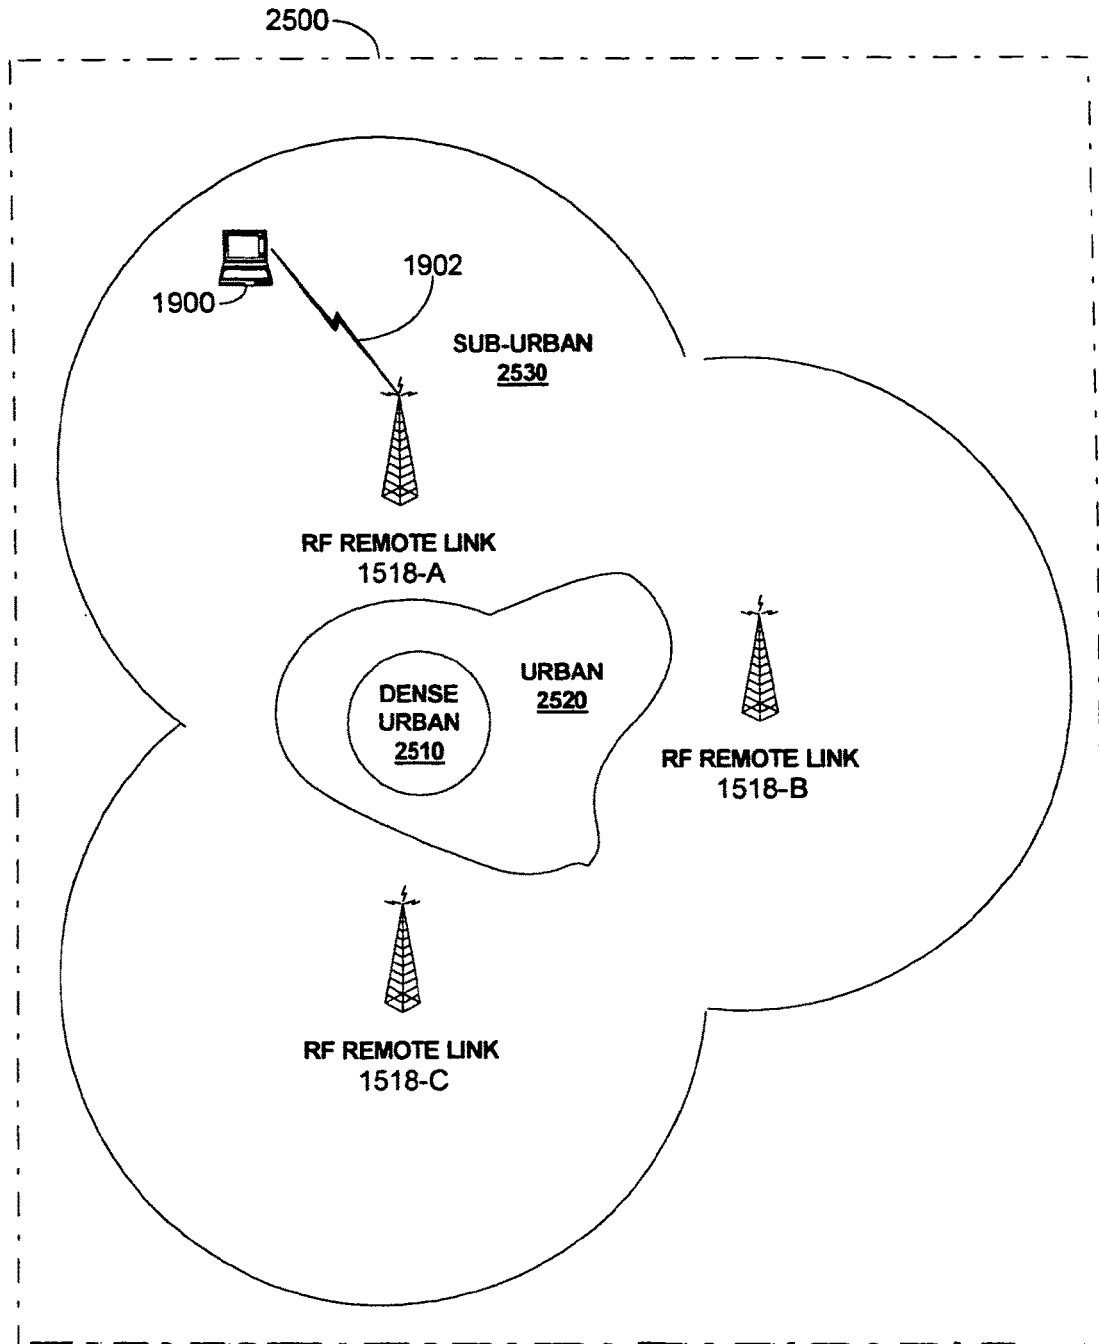 2500
1900
1902
SUB-URBAN
2530
RF REMOTE LINK
1518-A
URBAN
2520
DENSE
URBAN
2510
RF REMOTE LINK
1518-B
RF REMOTE LINK
1518-C